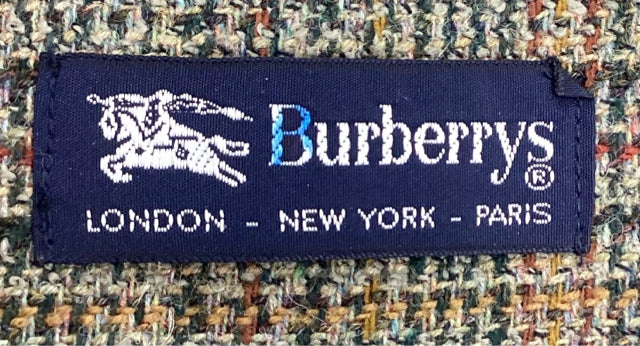 Burberrys®
LONDON - NEW YORK - PARIS